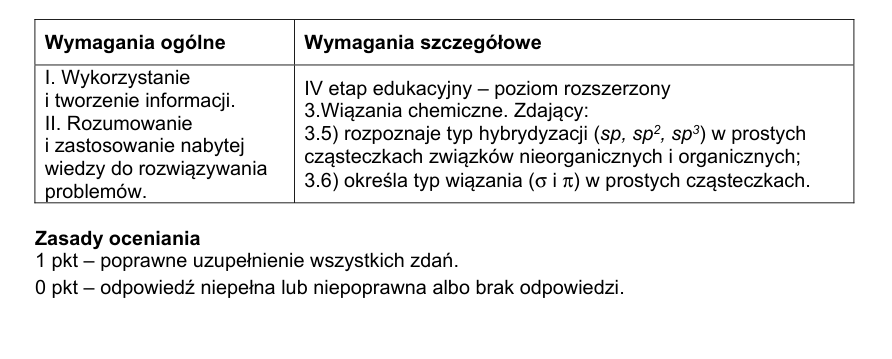 Wymagania ogólne
Wymagania szczegółowe
I. Wykorzystanie
i tworzenie informacji.
II. Rozumowanie
i zastosowanie nabytej
wiedzy do rozwiązywania
problemów.
IV etap edukacyjny – poziom rozszerzony
3.Wiązania chemiczne. Zdający:
3.5) rozpoznaje typ hybrydyzacji (sp, sp², sp³) w prostych
cząsteczkach związków nieorganicznych i organicznych;
3.6) określa typ wiązania (σ i π) w prostych cząsteczkach.
Zasady oceniania
1 pkt – poprawne uzupełnienie wszystkich zdań.
0 pkt – odpowiedź niepełna lub niepoprawna albo brak odpowiedzi.